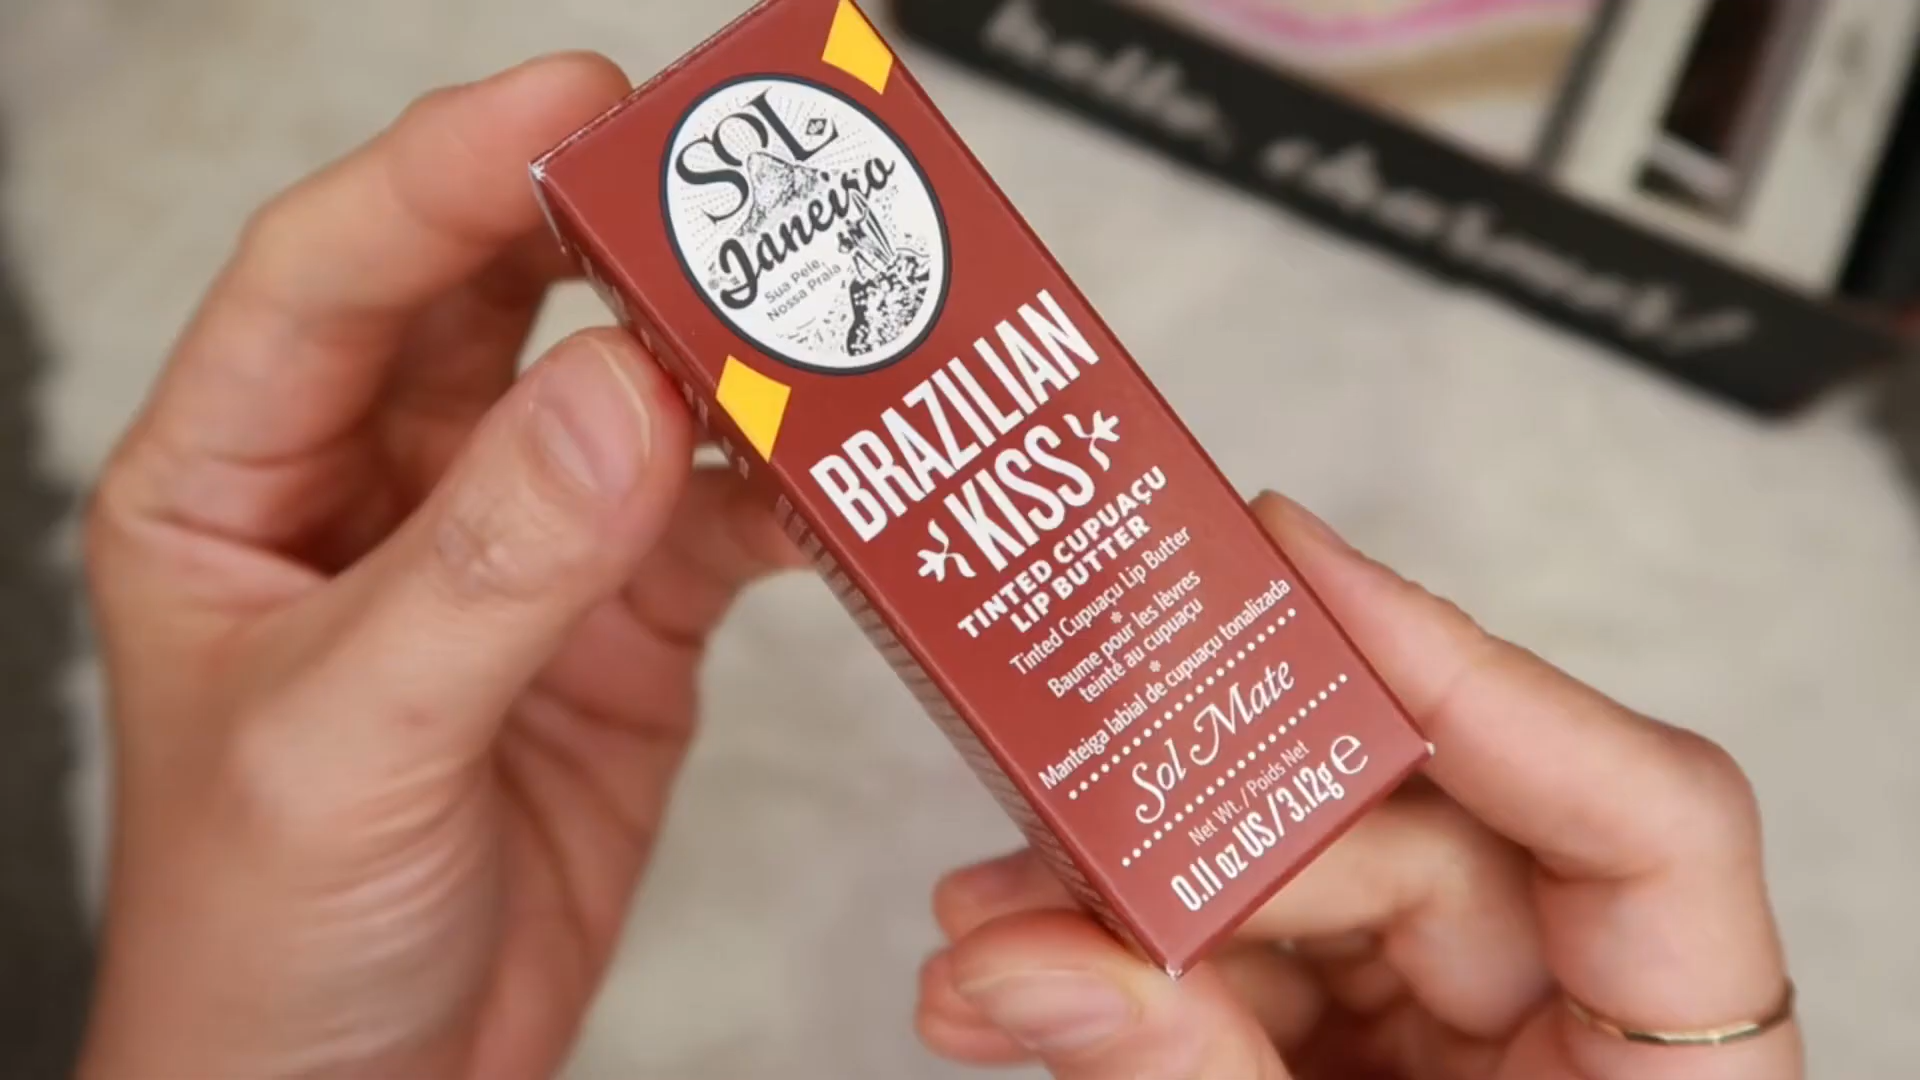 SOL
de
Janeiro
Sua Pele,
Nossa Praia
BRAZILIAN
KISS
TINTED CUPUAÇU
LIP BUTTER
Tinted Cupuaçu Lip Butter
Baume pour les lèvres
teinté au cupuaçu
Manteiga labial de cupuaçu tonalizada
Sol Mate
Net Wt. / Poids Net
0.11 oz US / 3.12g ℮
hello,